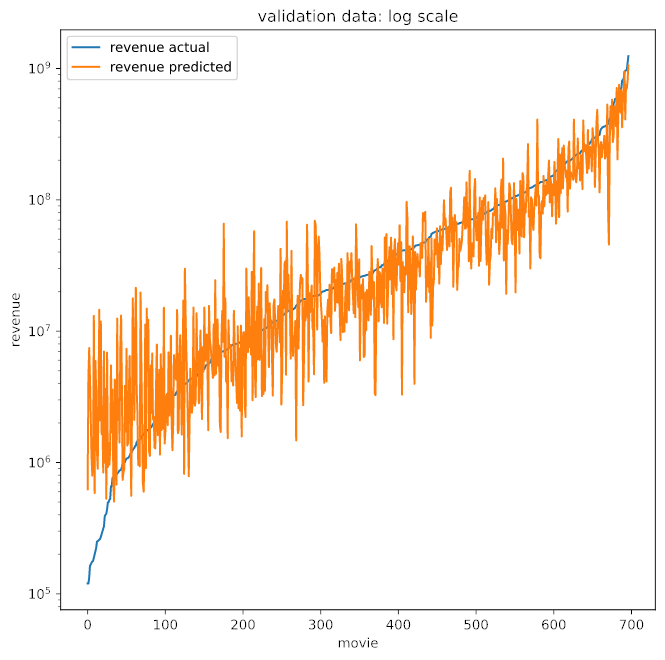 validation data: log scale
revenue actual
revenue predicted
10⁹
10⁸
10⁷
10⁶
10⁵
revenue
0 100 200 300 400 500 600 700
movie